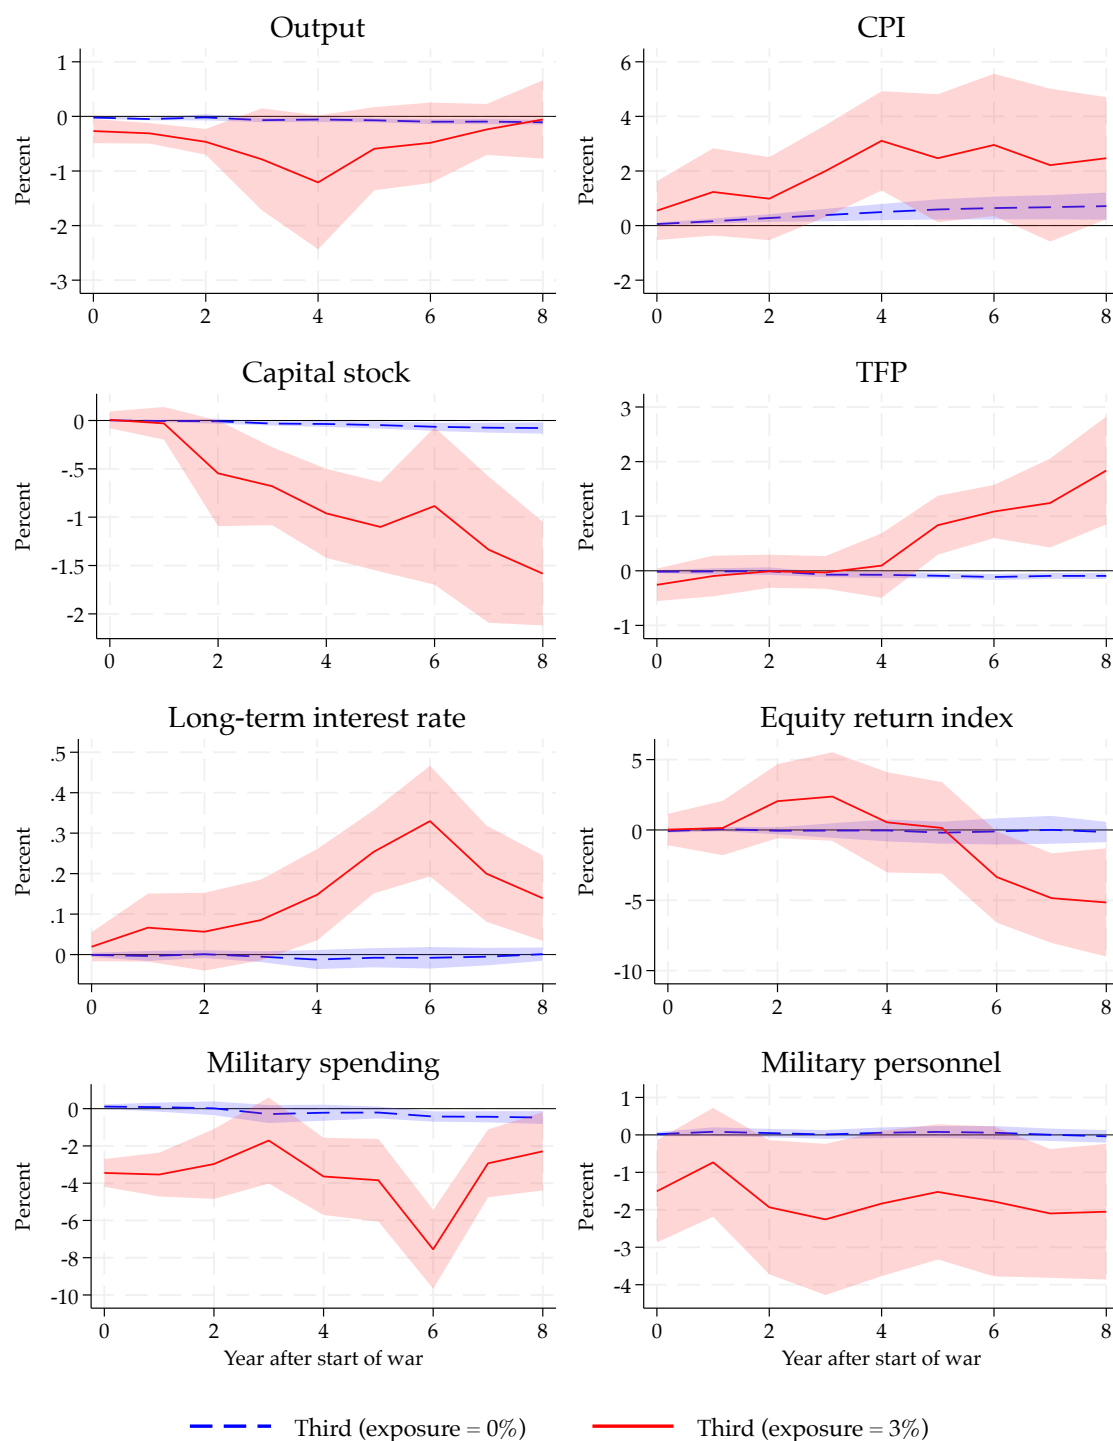 Output
CPI
Percent
1
0
-1
-2
-3
0 2 4 6 8
Percent
6
4
2
0
-2
0 2 4 6 8
Capital stock
TFP
Percent
0
-.5
-1
-1.5
-2
0 2 4 6 8
Percent
3
2
1
0
-1
0 2 4 6 8
Long-term interest rate
Equity return index
Percent
.5
.4
.3
.2
.1
0
0 2 4 6 8
Percent
5
0
-5
-10
0 2 4 6 8
Military spending
Military personnel
Percent
0
-2
-4
-6
-8
-10
0 2 4 6 8
Year after start of war
Percent
1
0
-1
-2
-3
-4
0 2 4 6 8
Year after start of war
Third (exposure = 0%)
Third (exposure = 3%)